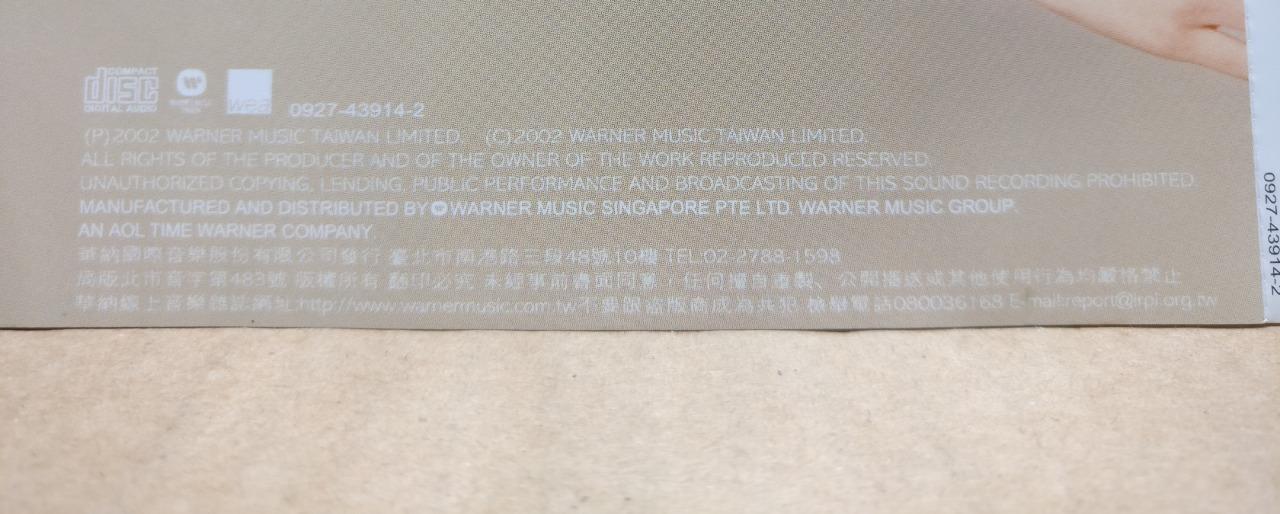 COMPACT
disc
DIGITAL AUDIO
wea 0927-43914-2
(P)2002 WARNER MUSIC TAIWAN LIMITED. (C)2002 WARNER MUSIC TAIWAN LIMITED.
ALL RIGHTS OF THE PRODUCER AND OF THE OWNER OF THE WORK REPRODUCED RESERVED.
UNAUTHORIZED COPYING, LENDING, PUBLIC PERFORMANCE AND BROADCASTING OF THIS SOUND RECORDING PROHIBITED.
MANUFACTURED AND DISTRIBUTED BY WARNER MUSIC SINGAPORE PTE LTD. WARNER MUSIC GROUP.
AN AOL TIME WARNER COMPANY.
華納國際音樂股份有限公司發行 臺北市南港路三段48號10樓 TEL:02-2788-1598
局版北市音字第483號 版權所有 翻印必究 未經事前書面同意,任何擅自重製、公開播送或其他使用行為均嚴格禁止
華納線上音樂雜誌網址http://www.warnermusic.com.tw 不要跟盜版商成為共犯 檢舉電話080036168 E-mail:report@ifpi.org.tw
0927-43914-2